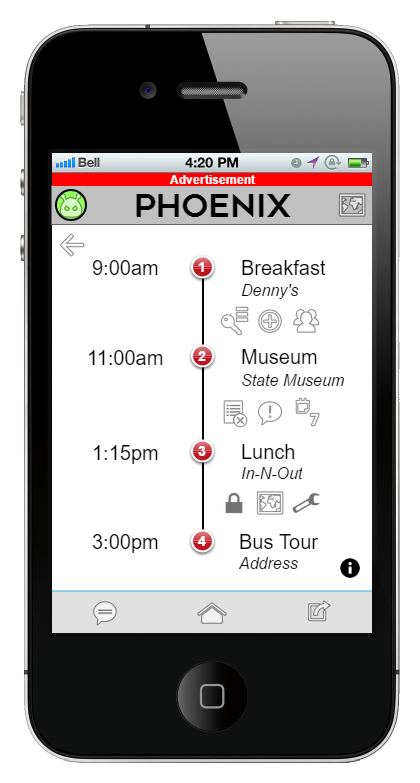 Bell 4:20 PM
Advertisement
PHOENIX
9:00am 1 Breakfast
Denny's
11:00am 2 Museum
State Museum
7
1:15pm 3 Lunch
In-N-Out
3:00pm 4 Bus Tour
Address